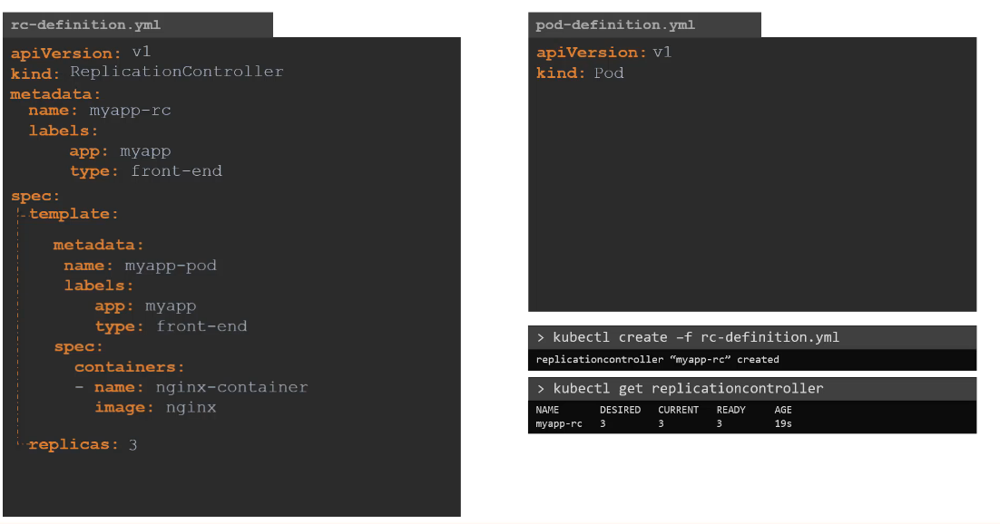 rc-definition.yml
apiVersion: v1
kind: ReplicationController
metadata:
name: myapp-rc
labels:
app: myapp
type: front-end
spec:
template:
metadata:
name: myapp-pod
labels:
app: myapp
type: front-end
spec:
containers:
- name: nginx-container
image: nginx
replicas: 3
pod-definition.yml
apiVersion: v1
kind: Pod
> kubectl create –f rc-definition.yml
replicationcontroller “myapp-rc” created
> kubectl get replicationcontroller
NAME DESIRED CURRENT READY AGE
myapp-rc 3 3 3 19s